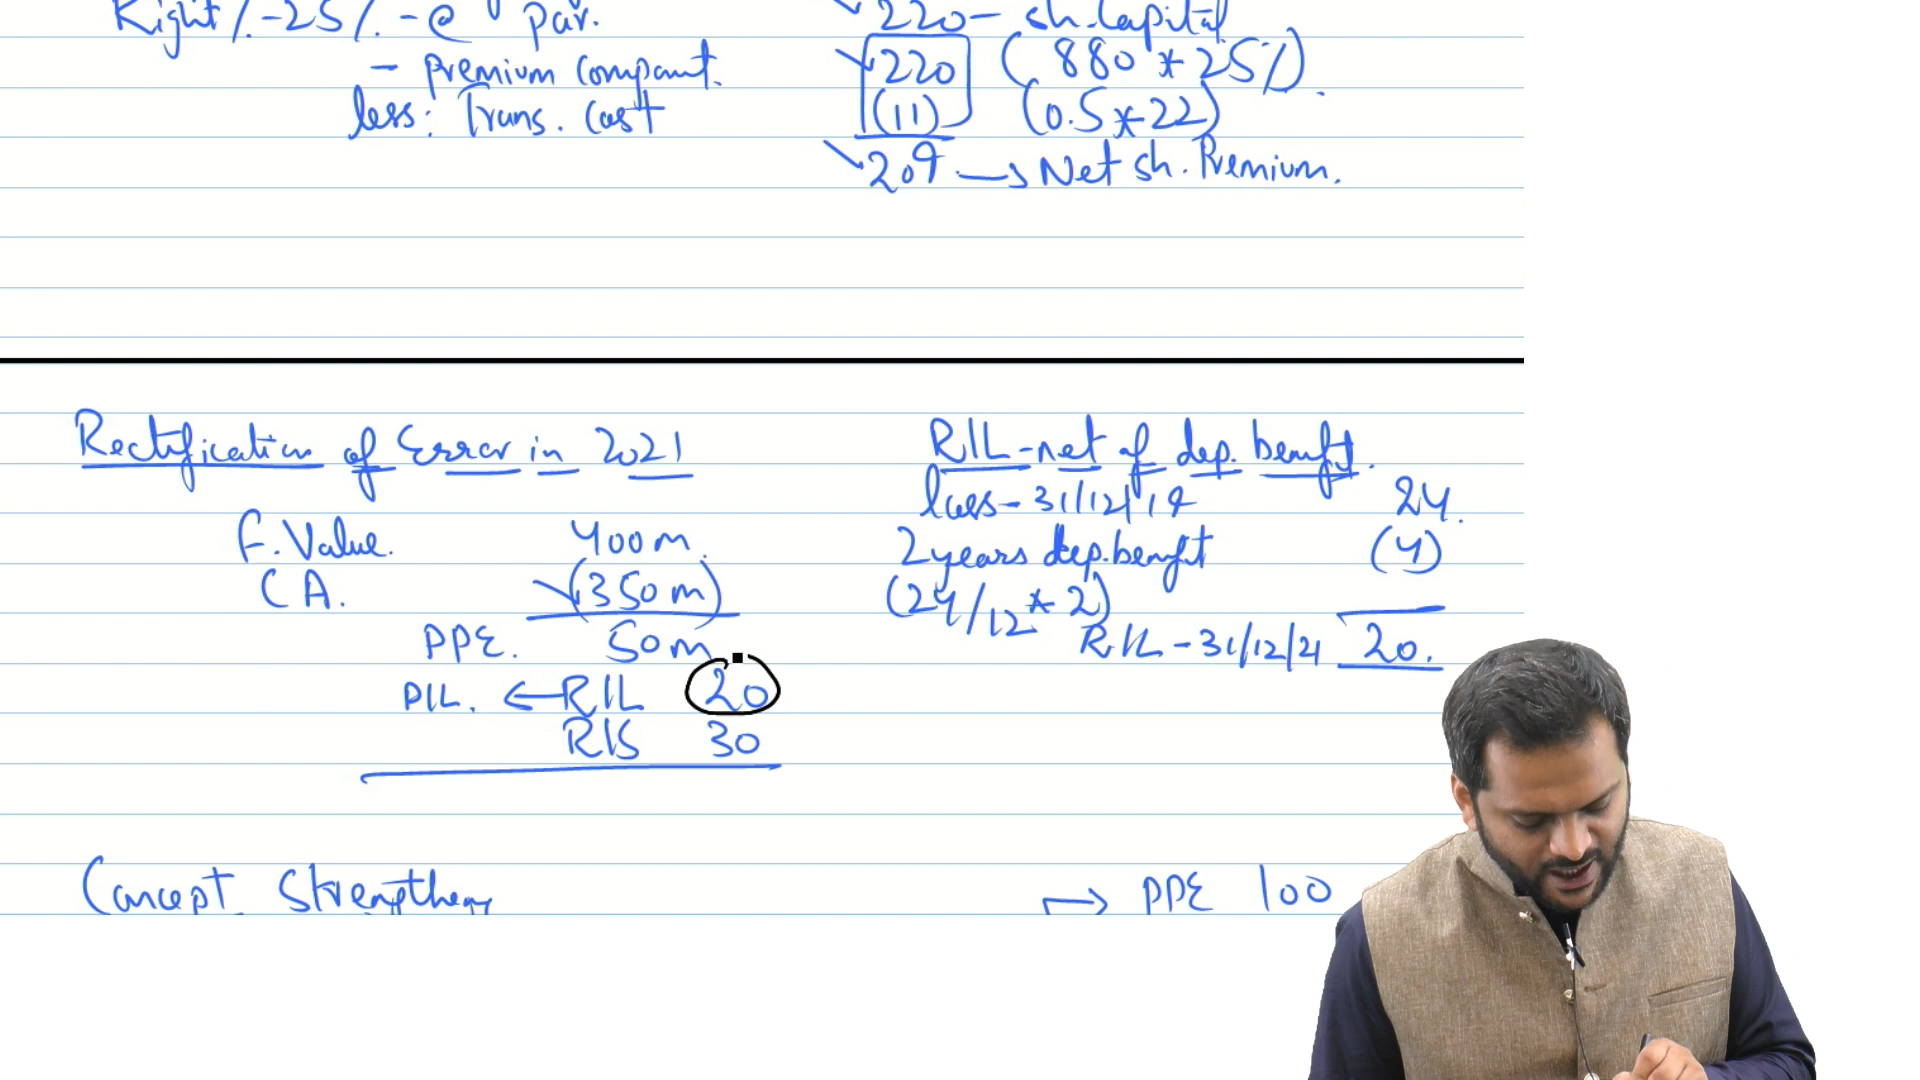 Right % - 25 % - @ par.
- premium compount.
less: Trans. Cost
220 - sh. Capital
220 (880 * 25%).
(11) (0.5 * 22)
209 → Net sh. Premium.
Rectification of Error in 2021
F. Value. 400m.
C A. (350m)
PPE. 50m
P/L. ← R/L 20
R/S 30
R/L - net of dep. benefit.
loss - 31/12/19 24.
2 years dep. benefit (4)
(24/12 * 2)
R/L - 31/12/21 20.
Concept Strengthen
→ PPE 100